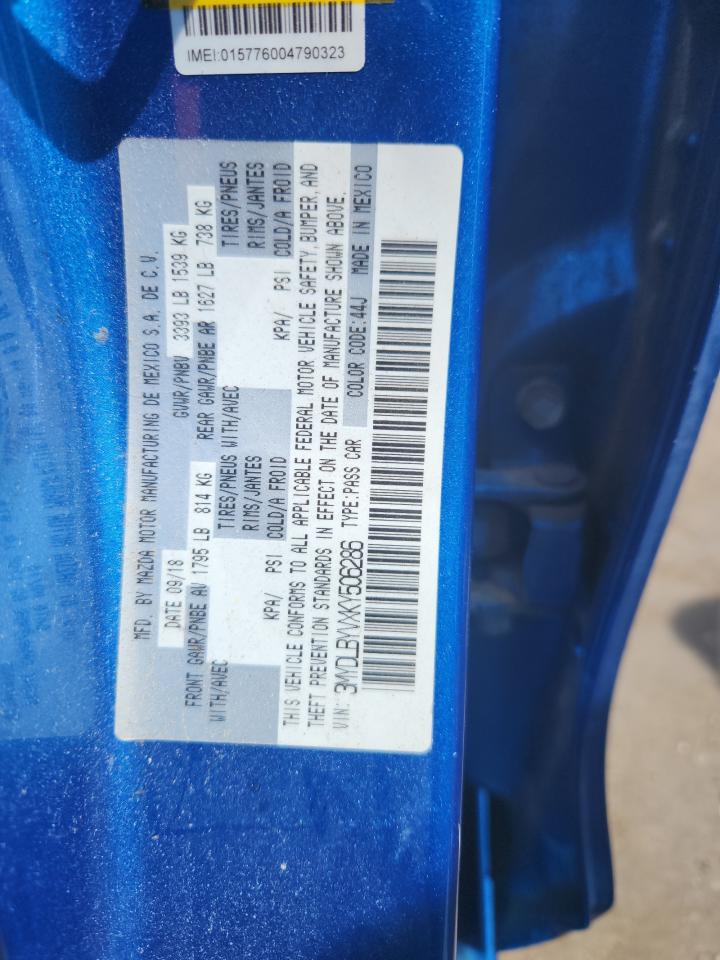 IMEI:015776004790323
MFD. BY MAZDA MOTOR MANUFACTURING DE MEXICO S.A. DE C.V.
DATE 09/18 GVWR/PNBV 3393 LB 1539 KG
FRONT GAWR/PNBE AV 1795 LB 814 KG REAR GAWR/PNBE AR 1627 LB 738 KG
WITH/AVEC TIRES/PNEUS WITH/AVEC TIRES/PNEUS
RIMS/JANTES RIMS/JANTES
KPA/ PSI COLD/A FROID KPA/ PSI COLD/A FROID
THIS VEHICLE CONFORMS TO ALL APPLICABLE FEDERAL MOTOR VEHICLE SAFETY, BUMPER, AND
THEFT PREVENTION STANDARDS IN EFFECT ON THE DATE OF MANUFACTURE SHOWN ABOVE.
VIN: 3MYDLBYVXKY506286 TYPE:PASS CAR COLOR CODE:44J MADE IN MEXICO